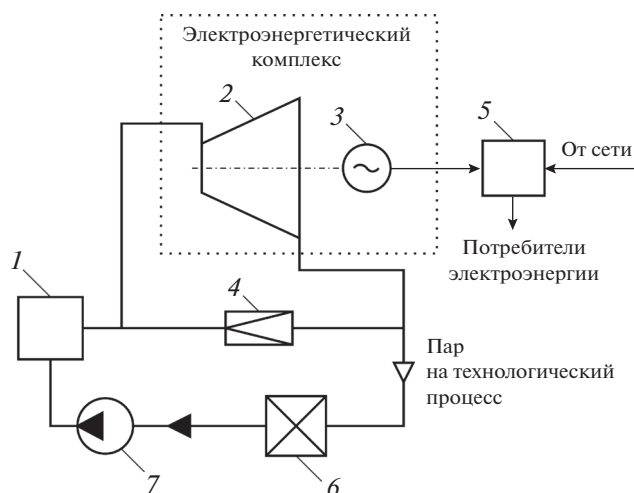 Электроэнергетический
комплекс
2
3
5
От сети
Потребители
электроэнергии
1
4
Пар
на технологический
процесс
7
6